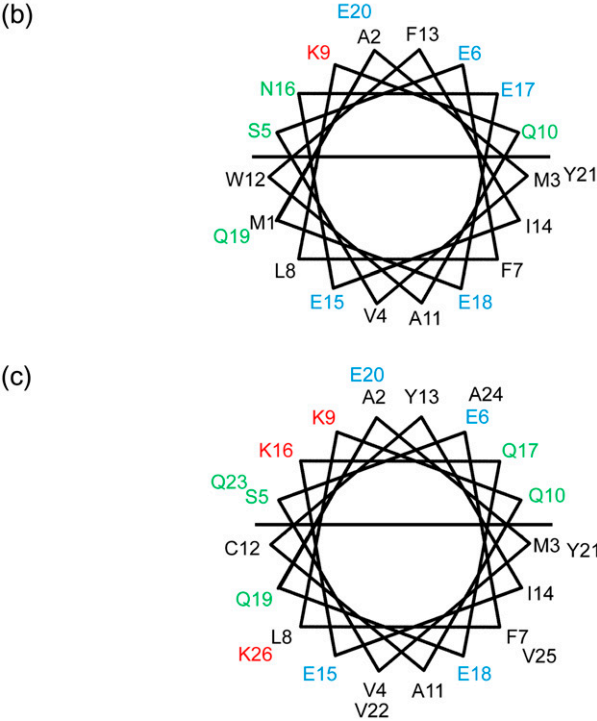 (b)
E20
A2 F13
K9 E6
N16 E17
S5 Q10
W12 M3 Y21
M1 I14
Q19
L8 F7
E15 E18
V4 A11
(c)
E20 A24
A2 Y13
K9 E6
K16 Q17
Q23
S5 Q10
C12 M3 Y21
Q19 I14
L8 F7
K26 V25
E15 E18
V4 A11
V22